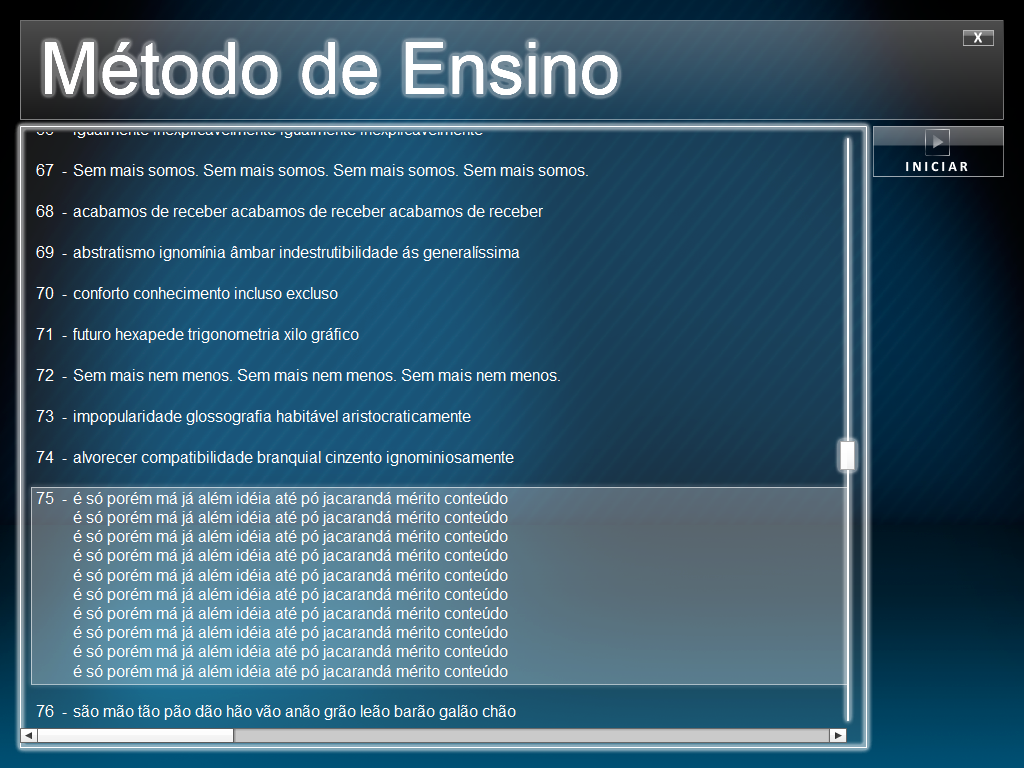 Método de Ensino
X
INICIAR
66 - igualmente inexplicavelmente igualmente inexplicavelmente
67 - Sem mais somos. Sem mais somos. Sem mais somos. Sem mais somos.
68 - acabamos de receber acabamos de receber acabamos de receber
69 - abstratismo ignomínia âmbar indestrutibilidade ás generalíssima
70 - conforto conhecimento incluso excluso
71 - futuro hexapede trigonometria xilo gráfico
72 - Sem mais nem menos. Sem mais nem menos. Sem mais nem menos.
73 - impopularidade glossografia habitável aristocraticamente
74 - alvorecer compatibilidade branquial cinzento ignominiosamente
75 - é só porém má já além idéia até pó jacarandá mérito conteúdo
é só porém má já além idéia até pó jacarandá mérito conteúdo
é só porém má já além idéia até pó jacarandá mérito conteúdo
é só porém má já além idéia até pó jacarandá mérito conteúdo
é só porém má já além idéia até pó jacarandá mérito conteúdo
é só porém má já além idéia até pó jacarandá mérito conteúdo
é só porém má já além idéia até pó jacarandá mérito conteúdo
é só porém má já além idéia até pó jacarandá mérito conteúdo
é só porém má já além idéia até pó jacarandá mérito conteúdo
é só porém má já além idéia até pó jacarandá mérito conteúdo
76 - são mão tão pão dão hão vão anão grão leão barão galão chão